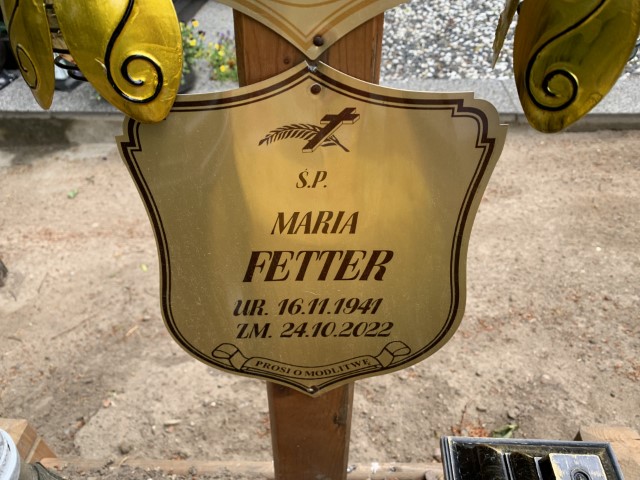 Ś.P.
MARIA
FETTER
UR. 16.11.1941
ZM. 24.10.2022
PROSI O MODLITWĘ